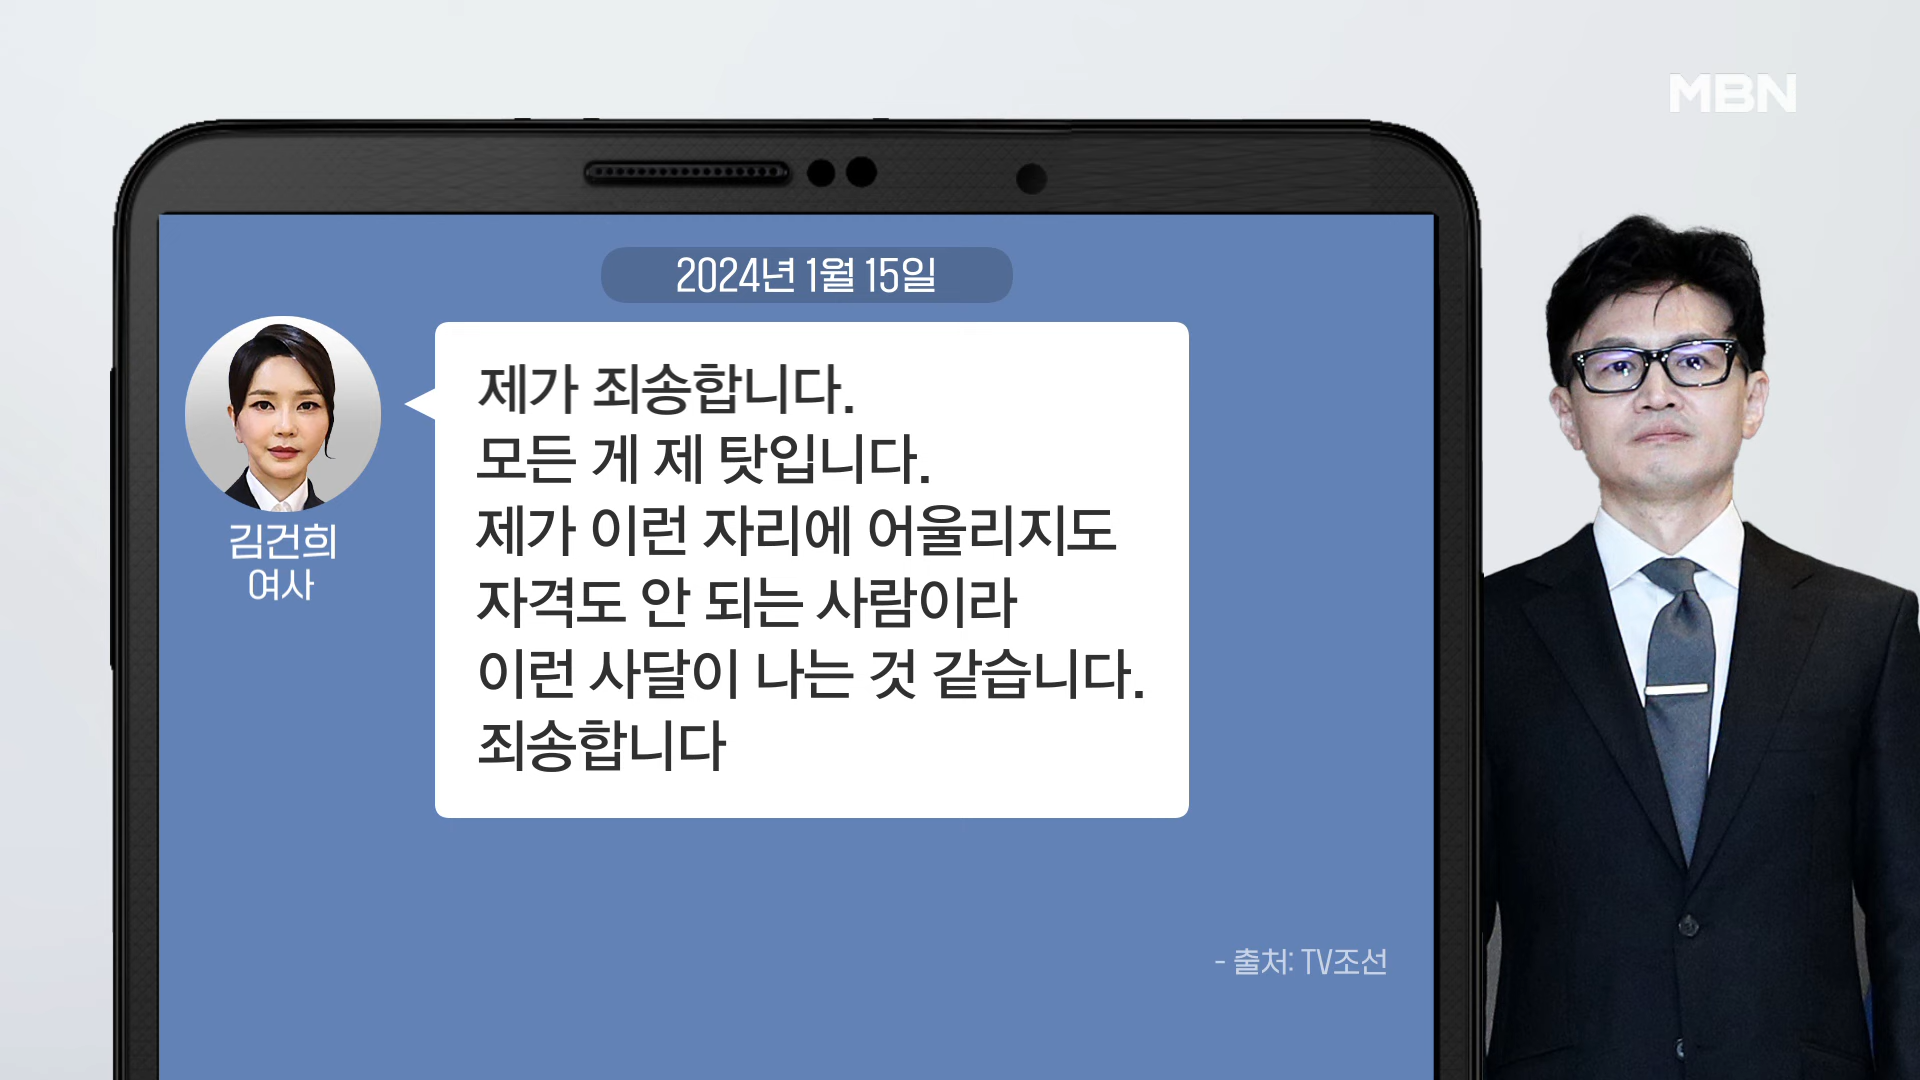 MBN
2024년 1월 15일
제가 죄송합니다.
모든 게 제 탓입니다.
제가 이런 자리에 어울리지도
자격도 안 되는 사람이라
이런 사달이 나는 것 같습니다.
죄송합니다
김건희
여사
- 출처: TV조선